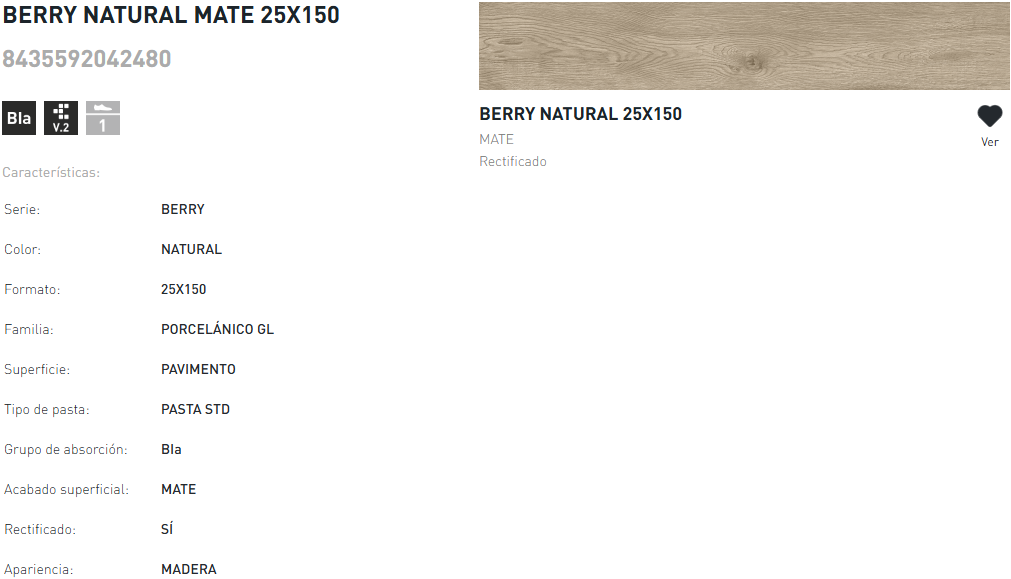 BERRY NATURAL MATE 25X150
8435592042480
BIa
V.2
1
Características:
Serie: BERRY
Color: NATURAL
Formato: 25X150
Familia: PORCELÁNICO GL
Superficie: PAVIMENTO
Tipo de pasta: PASTA STD
Grupo de absorción: BIa
Acabado superficial: MATE
Rectificado: SÍ
Apariencia: MADERA
BERRY NATURAL 25X150
MATE
Rectificado
Ver